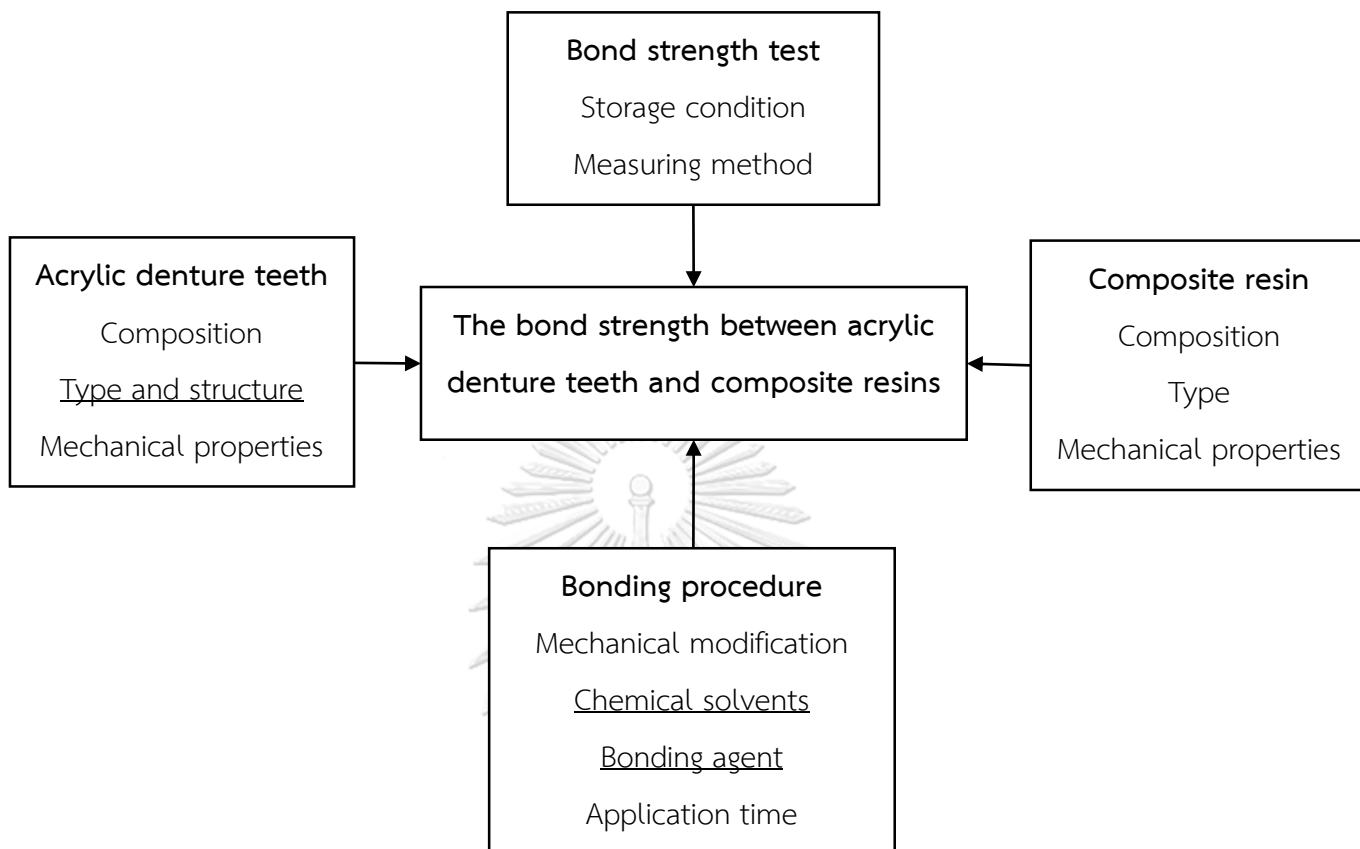 Bond strength test
Storage condition
Measuring method
Acrylic denture teeth
Composition
Type and structure
Mechanical properties
The bond strength between acrylic
denture teeth and composite resins
Composite resin
Composition
Type
Mechanical properties
Bonding procedure
Mechanical modification
Chemical solvents
Bonding agent
Application time